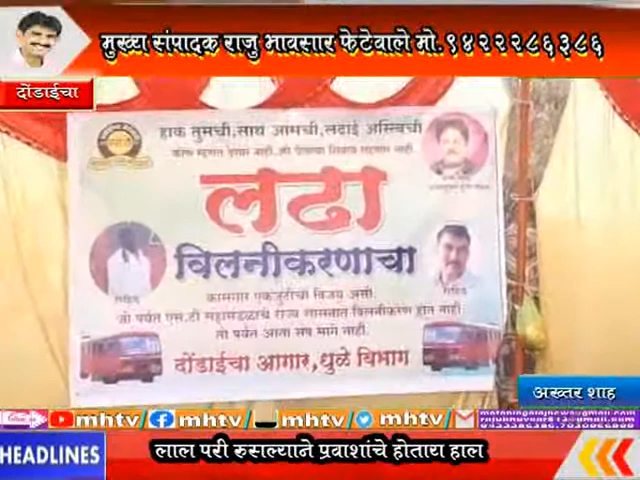 मुख्य संपादक राजु भावसार फेटेवाले मो.९४२२२८६३८६
दोंडाईचा
हाक तुमची,साथ आमची,लढाई अस्तित्वाची
लढा
विलनीकरणाचा
कामगार एकजुटीचा विजय असो.
जो पर्यंत एस.टी महामंडळाचे राज्य शासनात विलनीकरण होत नाही
तो पर्यंत आता संप मागे नाही.
दोंडाईचा आगार,धुळे विभाग
अख्तर शाह
mhtv mhtv mhtv mhtv
HEADLINES
लाल परी रुसल्याने प्रवाशांचे होताय हाल